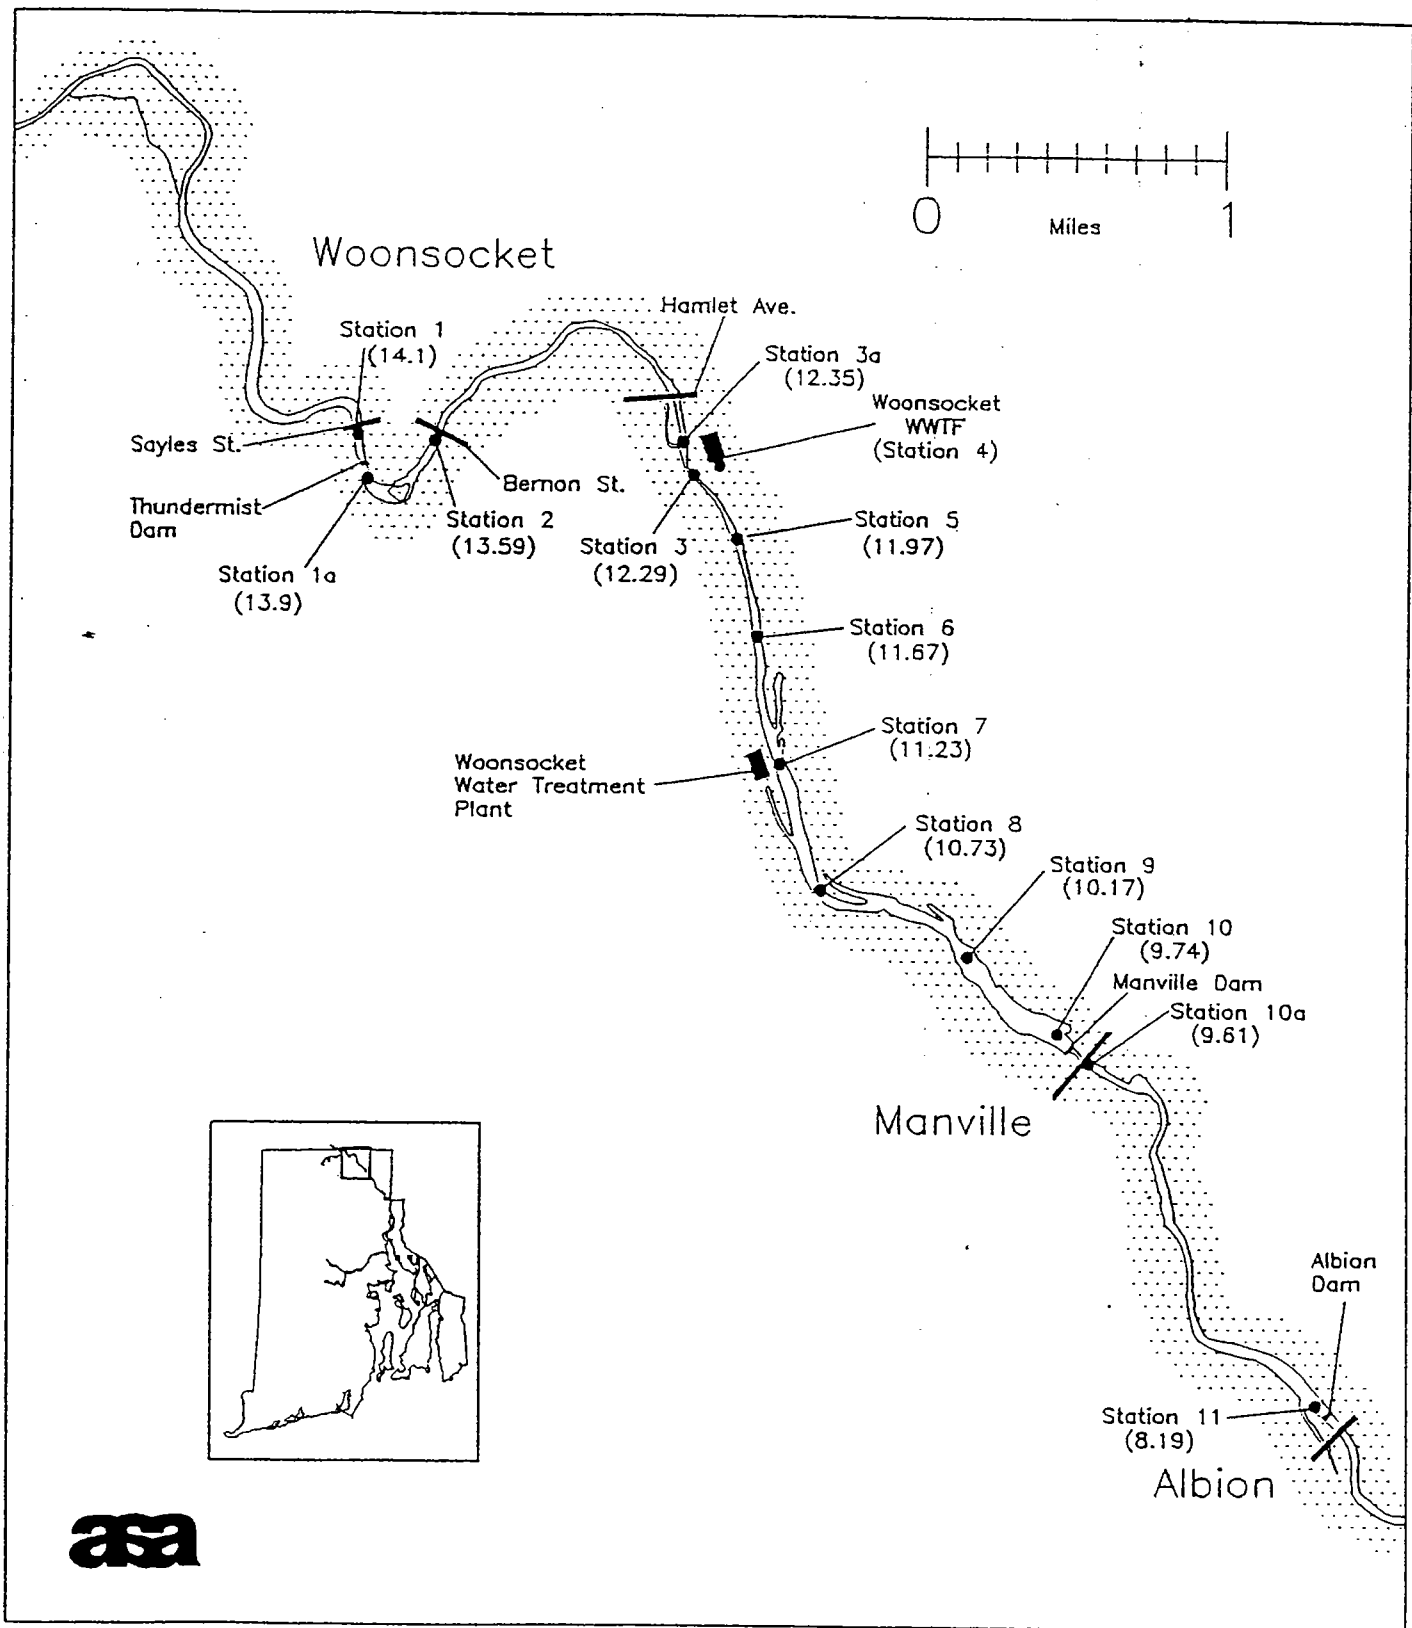 0
1
Miles
Woonsocket
Hamlet Ave.
Station 1
(14.1)
Station 3a
(12.35)
Woonsocket
WWTF
(Station 4)
Sayles St.
Thundermist
Dam
Bernon St.
Station 2
(13.59)
Station 3
(12.29)
Station 5
(11.97)
Station 1a
(13.9)
Station 6
(11.67)
Station 7
(11.23)
Woonsocket
Water Treatment
Plant
Station 8
(10.73)
Station 9
(10.17)
Station 10
(9.74)
Manville Dam
Station 10a
(9.61)
Manville
Albian
Dam
Station 11
(8.19)
Albion
asa